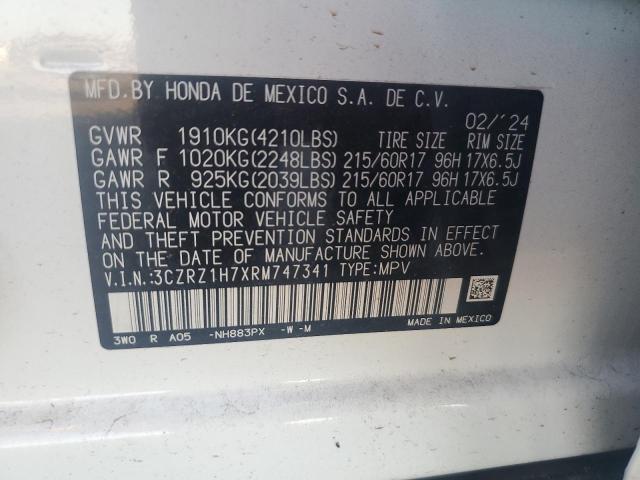 MFD.BY HONDA DE MEXICO S.A. DE C.V.
02/'24
GVWR 1910KG(4210LBS) TIRE SIZE RIM SIZE
GAWR F 1020KG(2248LBS) 215/60R17 96H 17X6.5J
GAWR R 925KG(2039LBS) 215/60R17 96H 17X6.5J
THIS VEHICLE CONFORMS TO ALL APPLICABLE
FEDERAL MOTOR VEHICLE SAFETY
AND THEFT PREVENTION STANDARDS IN EFFECT
ON THE DATE OF MANUFACTURE SHOWN ABOVE.
V.I.N.:3CZRZ1H7XRM747341 TYPE:MPV
3W0 R A05 -NH883PX -W -M MADE IN MEXICO